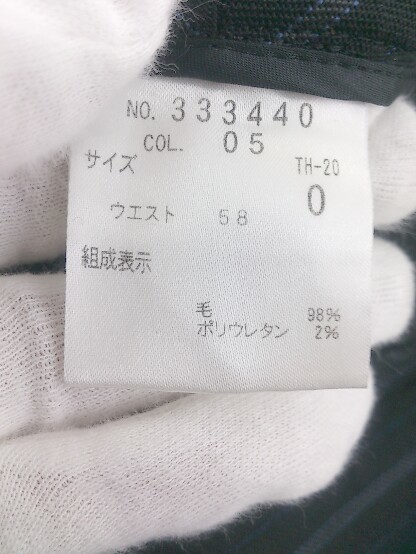 NO. 333440
COL. 05
サイズ TH-20
0
ウエスト 58
組成表示
毛 98%
ポリウレタン 2%